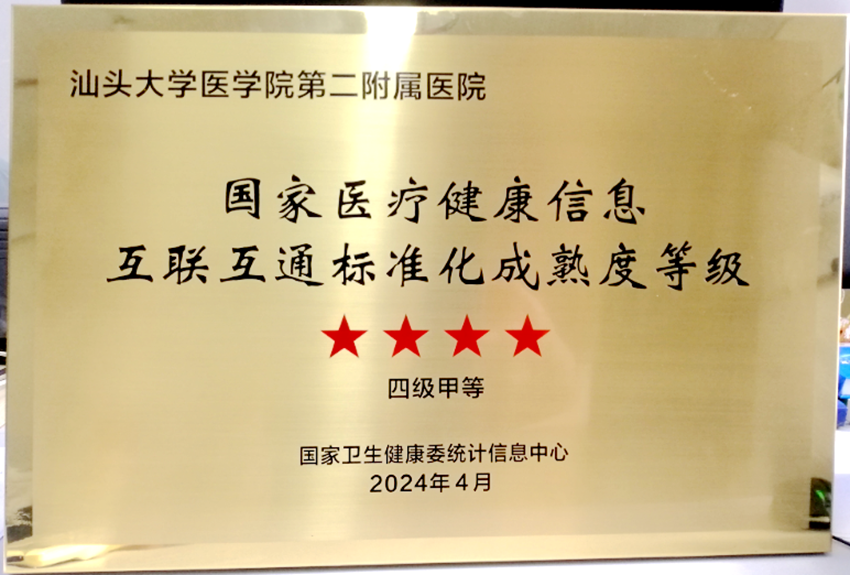 汕头大学医学院第二附属医院
国家医疗健康信息
互联互通标准化成熟度等级
★★★★
四级甲等
国家卫生健康委统计信息中心
2024年4月